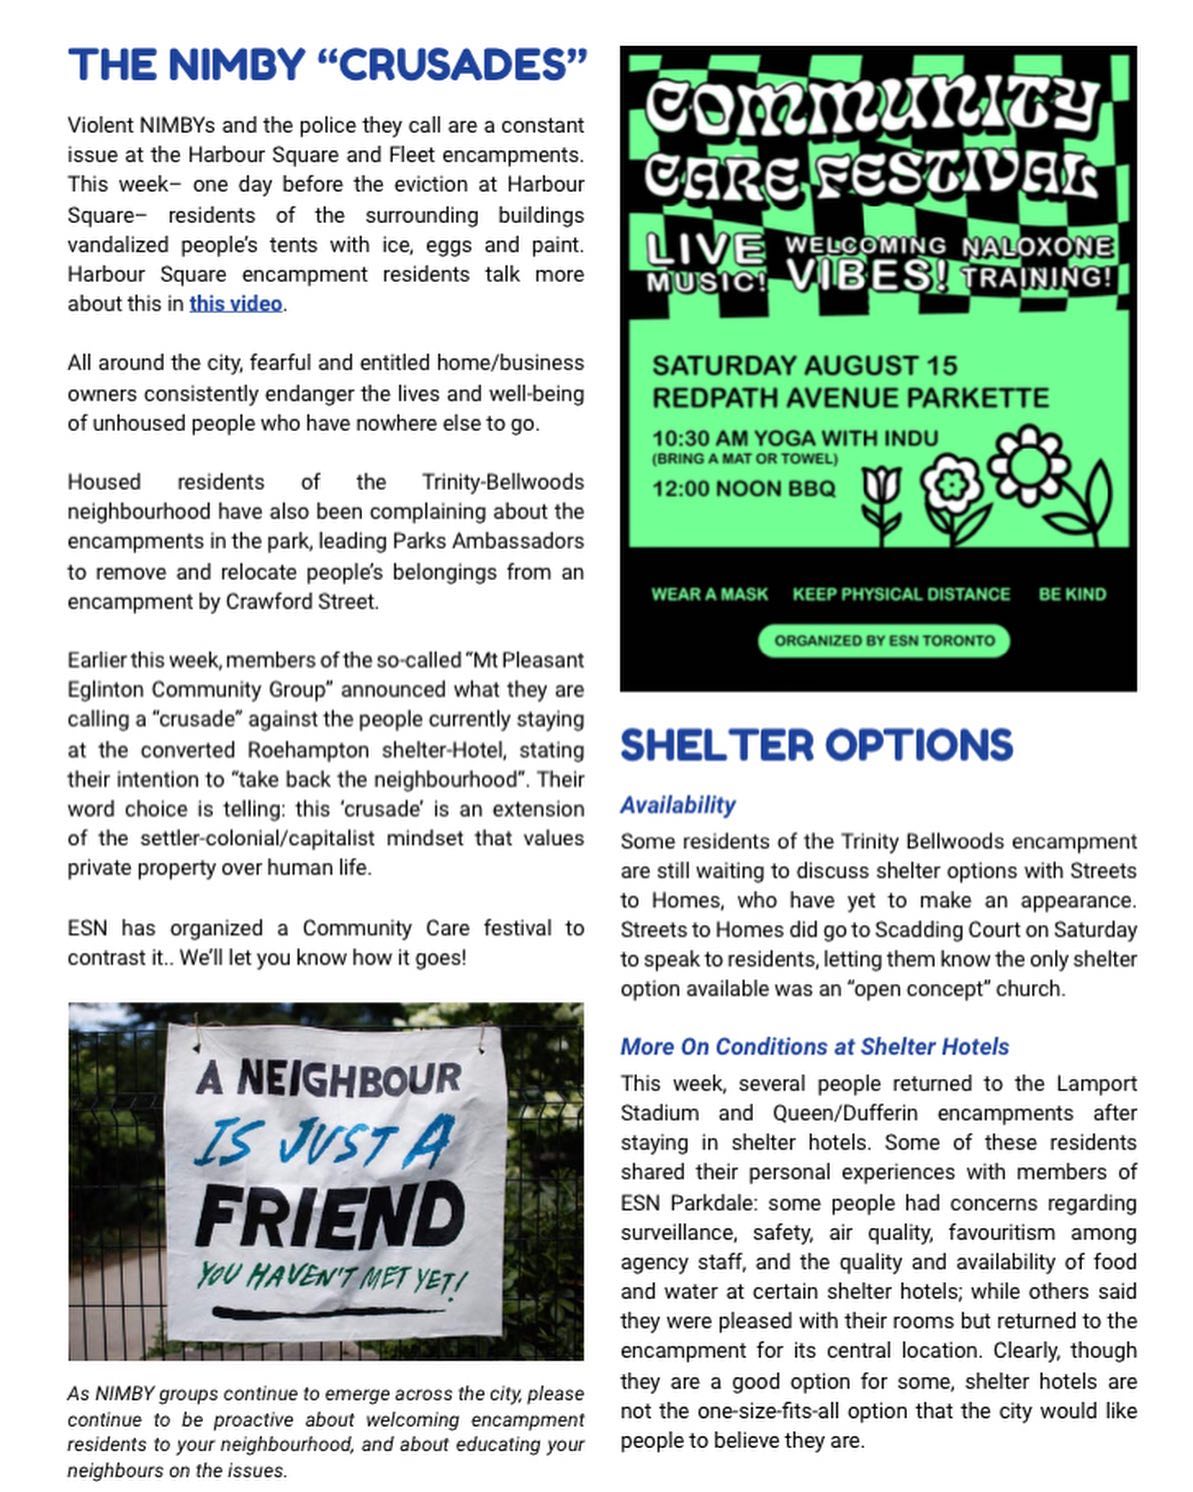 THE NIMBY “CRUSADES”
Violent NIMBYs and the police they call are a constant
issue at the Harbour Square and Fleet encampments.
This week– one day before the eviction at Harbour
Square– residents of the surrounding buildings
vandalized people’s tents with ice, eggs and paint.
Harbour Square encampment residents talk more
about this in this video.
All around the city, fearful and entitled home/business
owners consistently endanger the lives and well-being
of unhoused people who have nowhere else to go.
Housed residents of the Trinity-Bellwoods
neighbourhood have also been complaining about the
encampments in the park, leading Parks Ambassadors
to remove and relocate people’s belongings from an
encampment by Crawford Street.
Earlier this week, members of the so-called “Mt Pleasant
Eglinton Community Group” announced what they are
calling a “crusade” against the people currently staying
at the converted Roehampton shelter-Hotel, stating
their intention to “take back the neighbourhood”. Their
word choice is telling: this ‘crusade’ is an extension
of the settler-colonial/capitalist mindset that values
private property over human life.
ESN has organized a Community Care festival to
contrast it.. We’ll let you know how it goes!
A NEIGHBOUR
IS JUST A
FRIEND
YOU HAVEN'T MET YET!
As NIMBY groups continue to emerge across the city, please
continue to be proactive about welcoming encampment
residents to your neighbourhood, and about educating your
neighbours on the issues.
COMMUNITY
CARE FESTIVAL
LIVE MUSIC!
WELCOMING VIBES!
NALOXONE TRAINING!
SATURDAY AUGUST 15
REDPATH AVENUE PARKETTE
10:30 AM YOGA WITH INDU
(BRING A MAT OR TOWEL)
12:00 NOON BBQ
WEAR A MASK KEEP PHYSICAL DISTANCE BE KIND
ORGANIZED BY ESN TORONTO
SHELTER OPTIONS
Availability
Some residents of the Trinity Bellwoods encampment
are still waiting to discuss shelter options with Streets
to Homes, who have yet to make an appearance.
Streets to Homes did go to Scadding Court on Saturday
to speak to residents, letting them know the only shelter
option available was an “open concept” church.
More On Conditions at Shelter Hotels
This week, several people returned to the Lamport
Stadium and Queen/Dufferin encampments after
staying in shelter hotels. Some of these residents
shared their personal experiences with members of
ESN Parkdale: some people had concerns regarding
surveillance, safety, air quality, favouritism among
agency staff, and the quality and availability of food
and water at certain shelter hotels; while others said
they were pleased with their rooms but returned to the
encampment for its central location. Clearly, though
they are a good option for some, shelter hotels are
not the one-size-fits-all option that the city would like
people to believe they are.